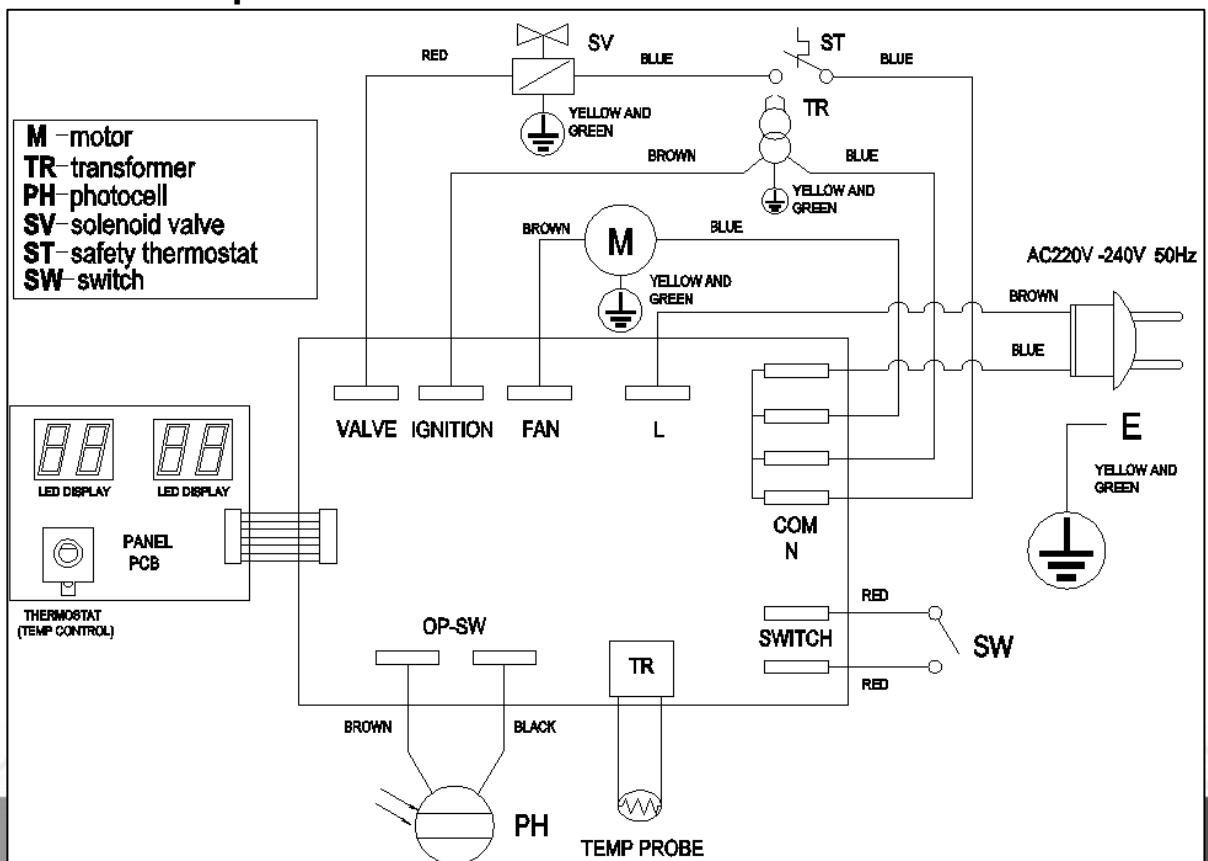 SV
ST
RED
BLUE
BLUE
YELLOW AND
GREEN
TR
M -motor
TR-transformer
PH-photocell
SV-solenoid valve
ST-safety thermostat
SW-switch
BROWN
BLUE
YELLOW AND
GREEN
BROWN
M
BLUE
YELLOW AND
GREEN
AC220V -240V 50Hz
BROWN
BLUE
VALVE
IGNITION
FAN
L
E
YELLOW AND
GREEN
LED DISPLAY
LED DISPLAY
PANEL
PCB
THERMOSTAT
(TEMP CONTROL)
COM
N
OP-SW
TR
SWITCH
RED
SW
RED
BROWN
BLACK
PH
TEMP PROBE